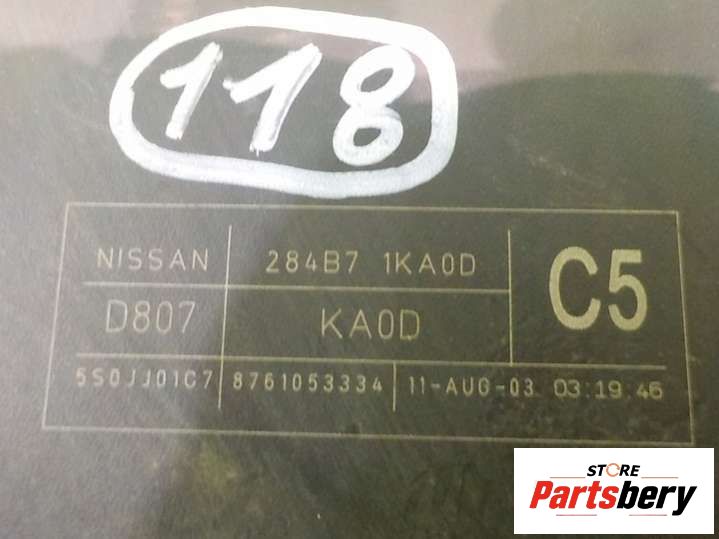 118
NISSAN 284B7 1KA0D C5
D807 KA0D
5S0JJ01C7 8761053334 11-AUG-03 03:19:46
STORE
Partsbery